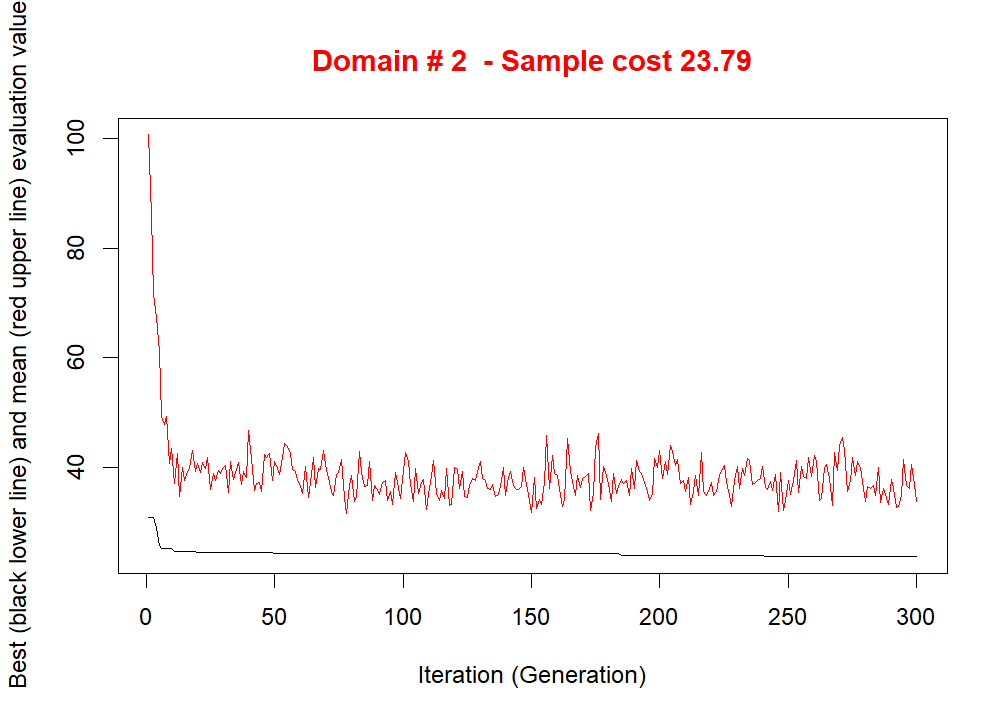 Domain # 2  - Sample cost 23.79
Best (black lower line) and mean (red upper line) evaluation value
100
80
60
40
0 50 100 150 200 250 300
Iteration (Generation)